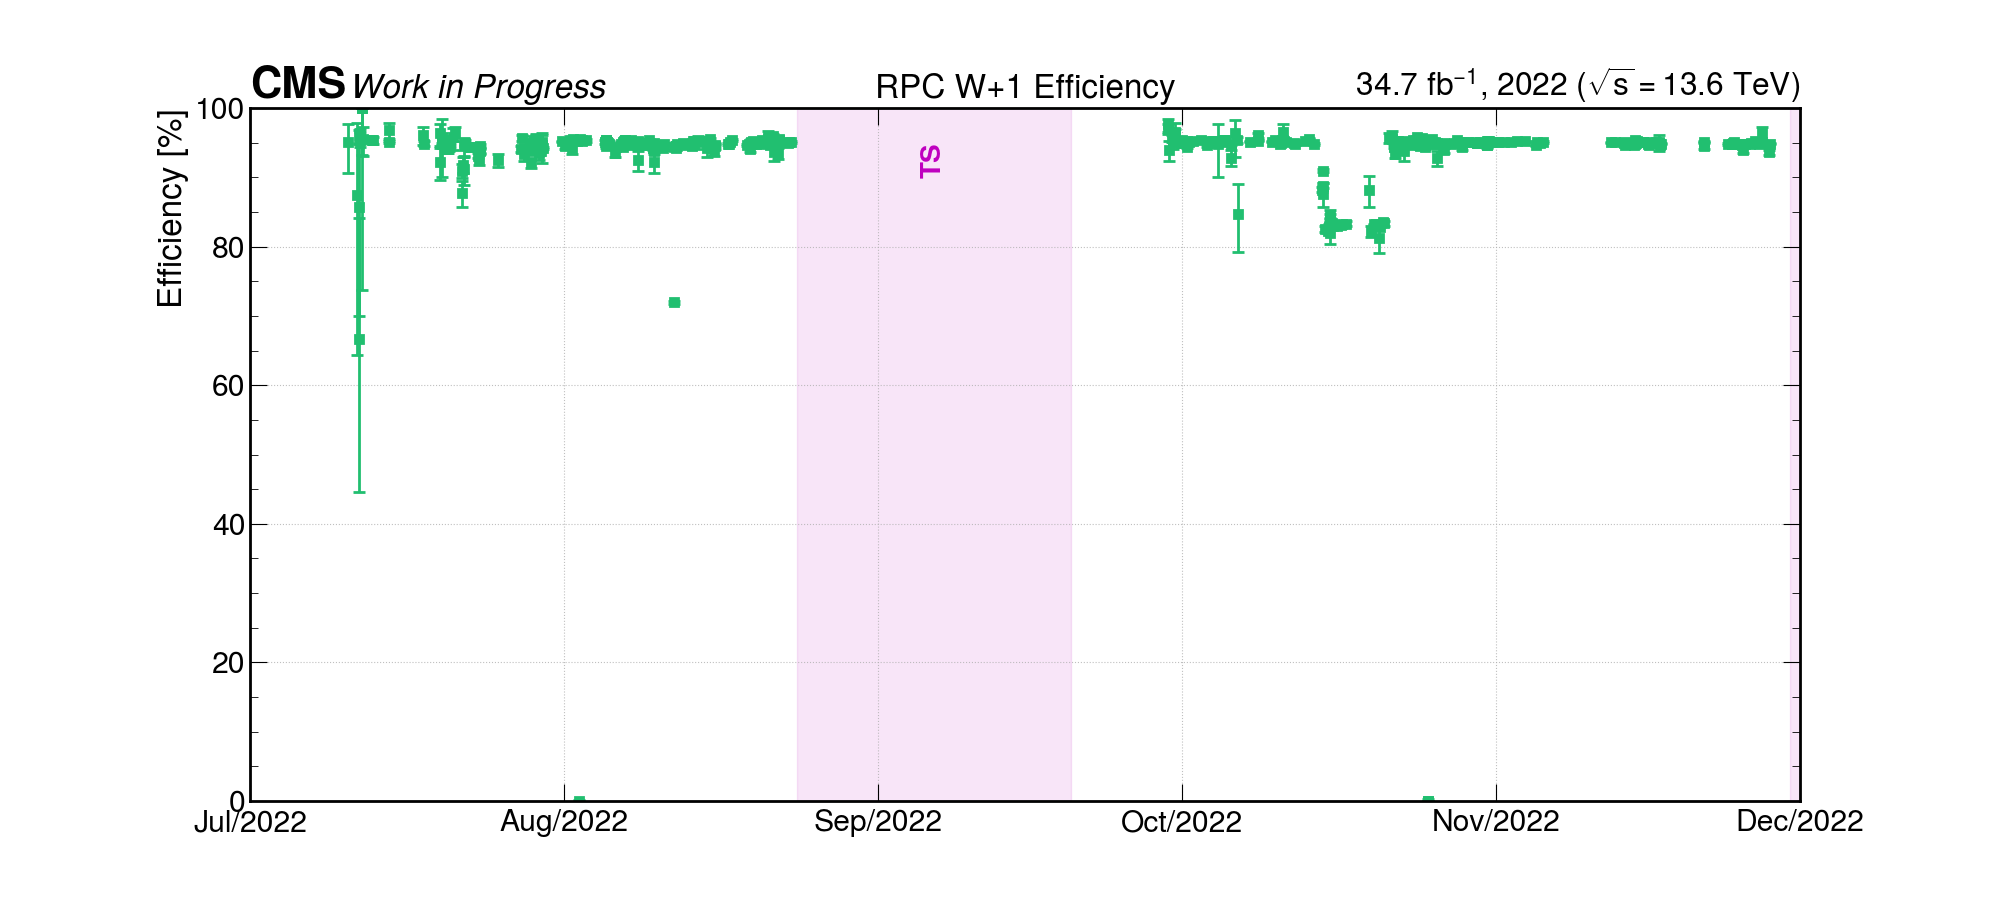 CMS Work in Progress RPC W+1 Efficiency 34.7 fb⁻¹, 2022 (√s = 13.6 TeV)
Efficiency [%]
100
80
60
40
20
0
TS
Jul/2022 Aug/2022 Sep/2022 Oct/2022 Nov/2022 Dec/2022